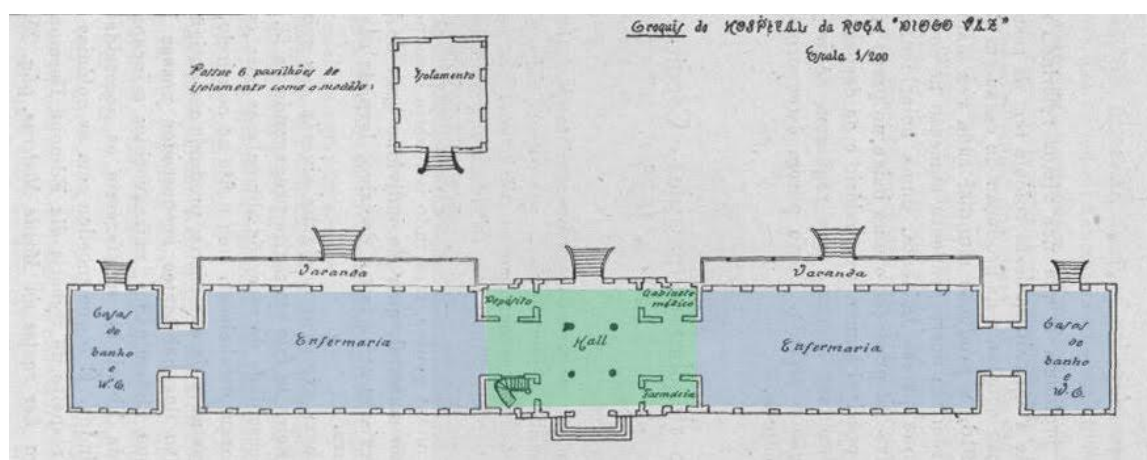 Croquis do HOSPITAL da ROÇA "DIOGO VAZ"
Escala 1/200
Possue 6 pavilhões de
isolamento como o modêlo:
Isolamento
Varanda
Varanda
Casas
de
banho
e
W.C.
Enfermaria
Depósito
Gabinete
médico
Hall
Farmácia
Enfermaria
Casas
de
banho
e
W.C.